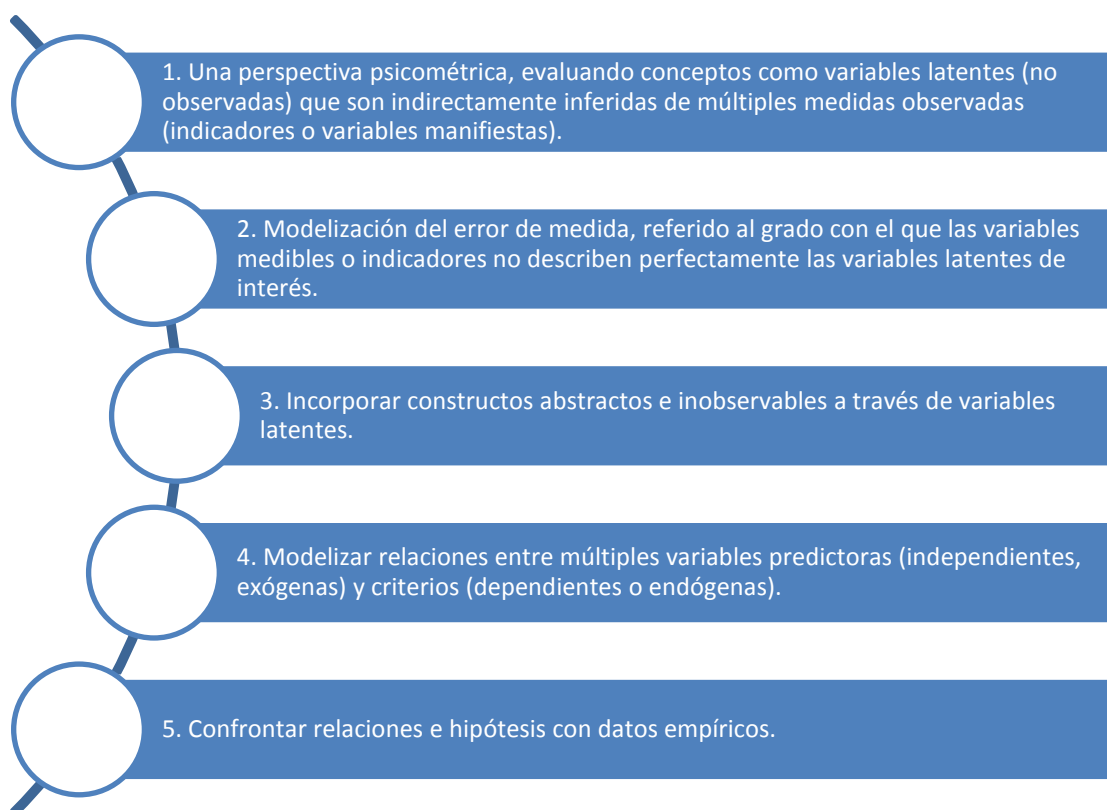 1. Una perspectiva psicométrica, evaluando conceptos como variables latentes (no
observadas) que son indirectamente inferidas de múltiples medidas observadas
(indicadores o variables manifiestas).
2. Modelización del error de medida, referido al grado con el que las variables
medibles o indicadores no describen perfectamente las variables latentes de
interés.
3. Incorporar constructos abstractos e inobservables a través de variables
latentes.
4. Modelizar relaciones entre múltiples variables predictoras (independientes,
exógenas) y criterios (dependientes o endógenas).
5. Confrontar relaciones e hipótesis con datos empíricos.